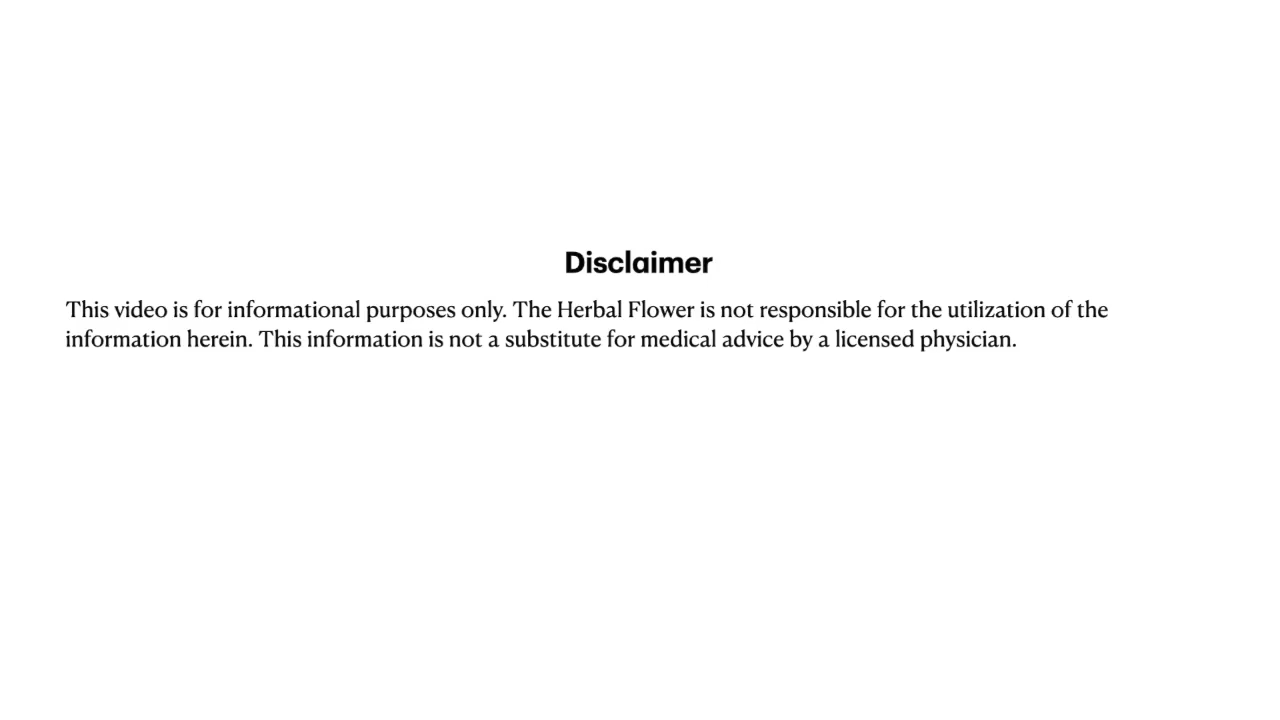 Disclaimer
This video is for informational purposes only. The Herbal Flower is not responsible for the utilization of the
information herein. This information is not a substitute for medical advice by a licensed physician.